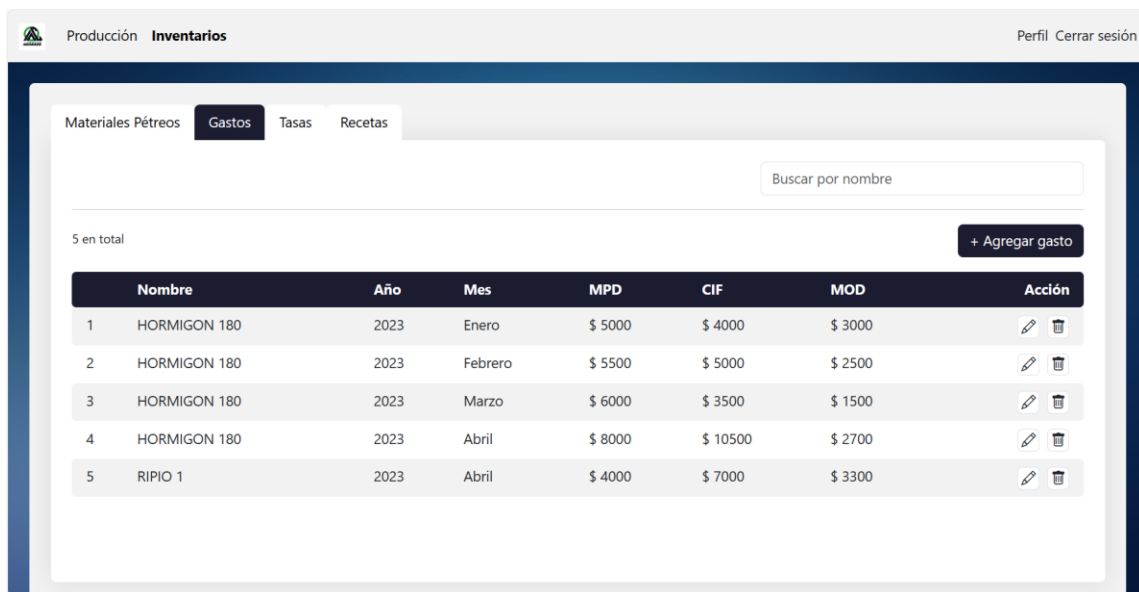 Producción Inventarios Perfil Cerrar sesión
Materiales Pétreos Gastos Tasas Recetas
Buscar por nombre
5 en total + Agregar gasto
Nombre Año Mes MPD CIF MOD Acción
1 HORMIGON 180 2023 Enero $ 5000 $ 4000 $ 3000
2 HORMIGON 180 2023 Febrero $ 5500 $ 5000 $ 2500
3 HORMIGON 180 2023 Marzo $ 6000 $ 3500 $ 1500
4 HORMIGON 180 2023 Abril $ 8000 $ 10500 $ 2700
5 RIPIO 1 2023 Abril $ 4000 $ 7000 $ 3300